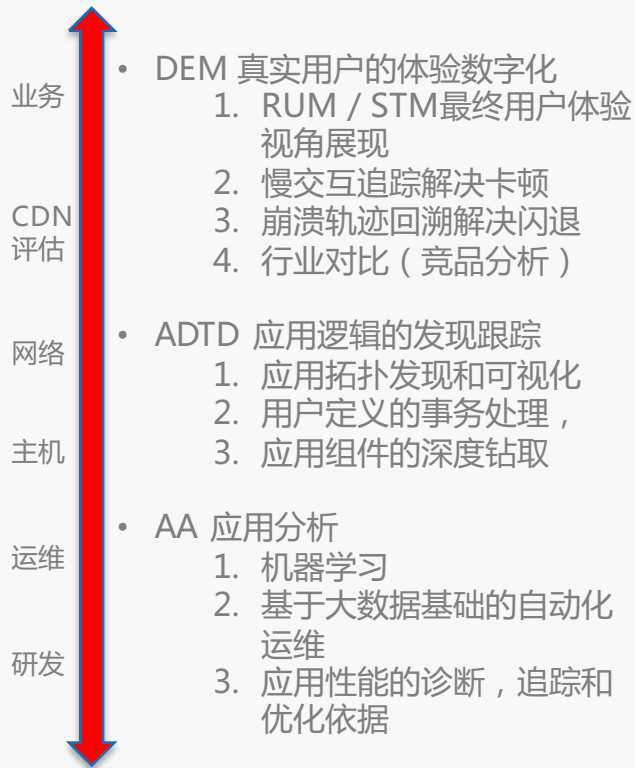 业务
CDN
评估
网络
主机
运维
研发
• DEM 真实用户的体验数字化
1. RUM / STM最终用户体验
视角展现
2. 慢交互追踪解决卡顿
3. 崩溃轨迹回溯解决闪退
4. 行业对比（竞品分析）
• ADTD 应用逻辑的发现跟踪
1. 应用拓扑发现和可视化
2. 用户定义的事务处理，
3. 应用组件的深度钻取
• AA 应用分析
1. 机器学习
2. 基于大数据基础的自动化
运维
3. 应用性能的诊断，追踪和
优化依据